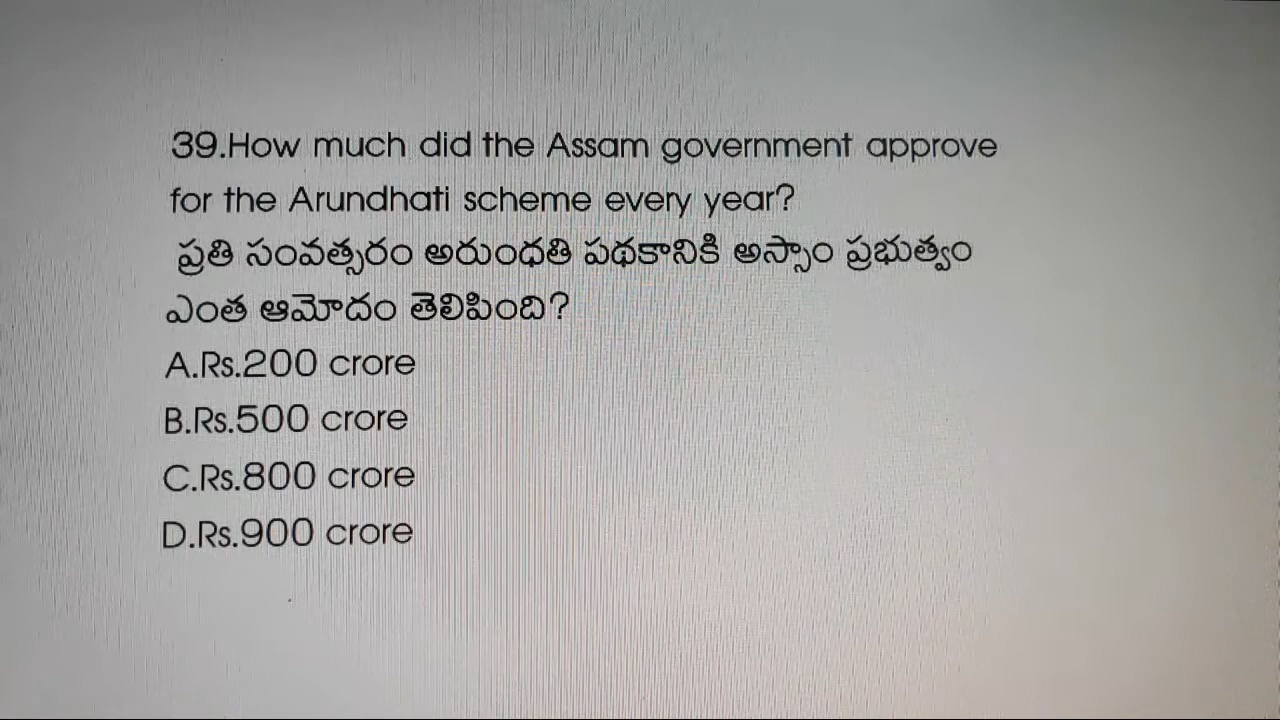 39.How much did the Assam government approve
for the Arundhati scheme every year?
ప్రతి సంవత్సరం అరుంధతి పథకానికి అస్సాం ప్రభుత్వం
ఎంత ఆమోదం తెలిపింది?
A.Rs.200 crore
B.Rs.500 crore
C.Rs.800 crore
D.Rs.900 crore